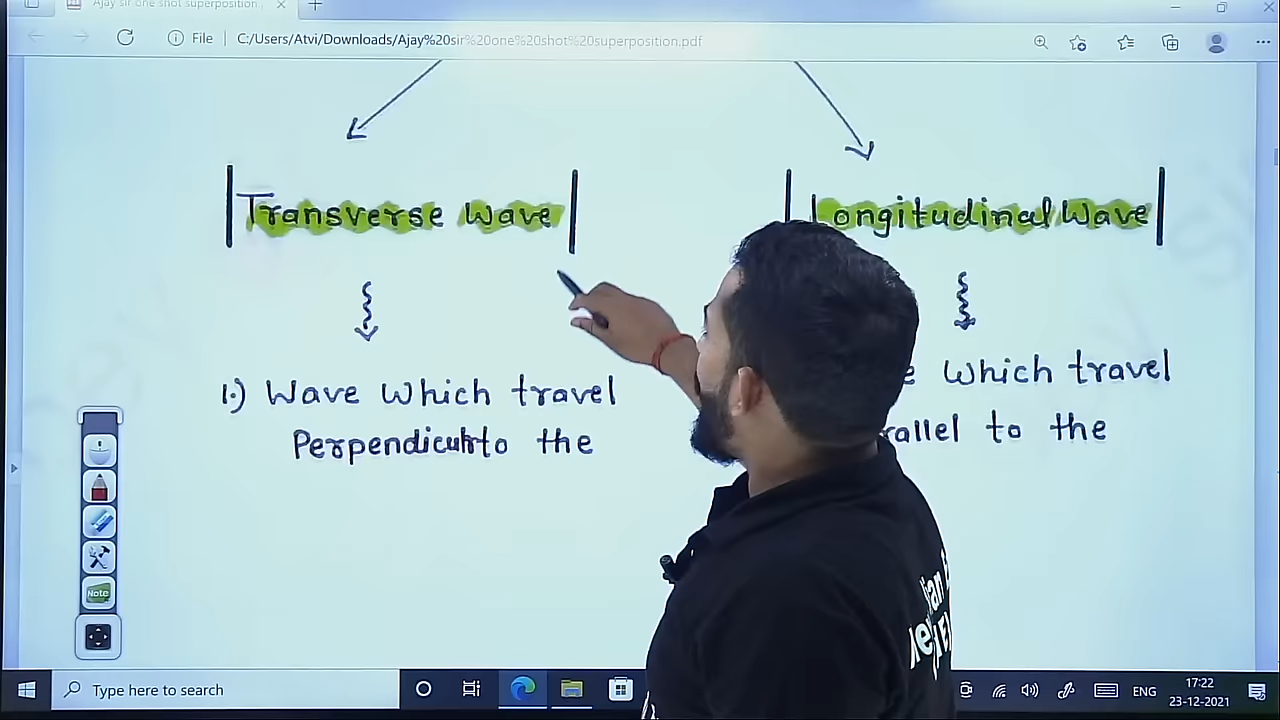 Ajay sir one shot superposition
File | C:/Users/Atvi/Downloads/Ajay%20sir%20one%20shot%20superposition.pdf
Transverse Wave
Longitudinal Wave
1.) Wave Which travel
Perpendicular to the
Which travel
to the
Note
Type here to search
ENG
17:22
23-12-2021